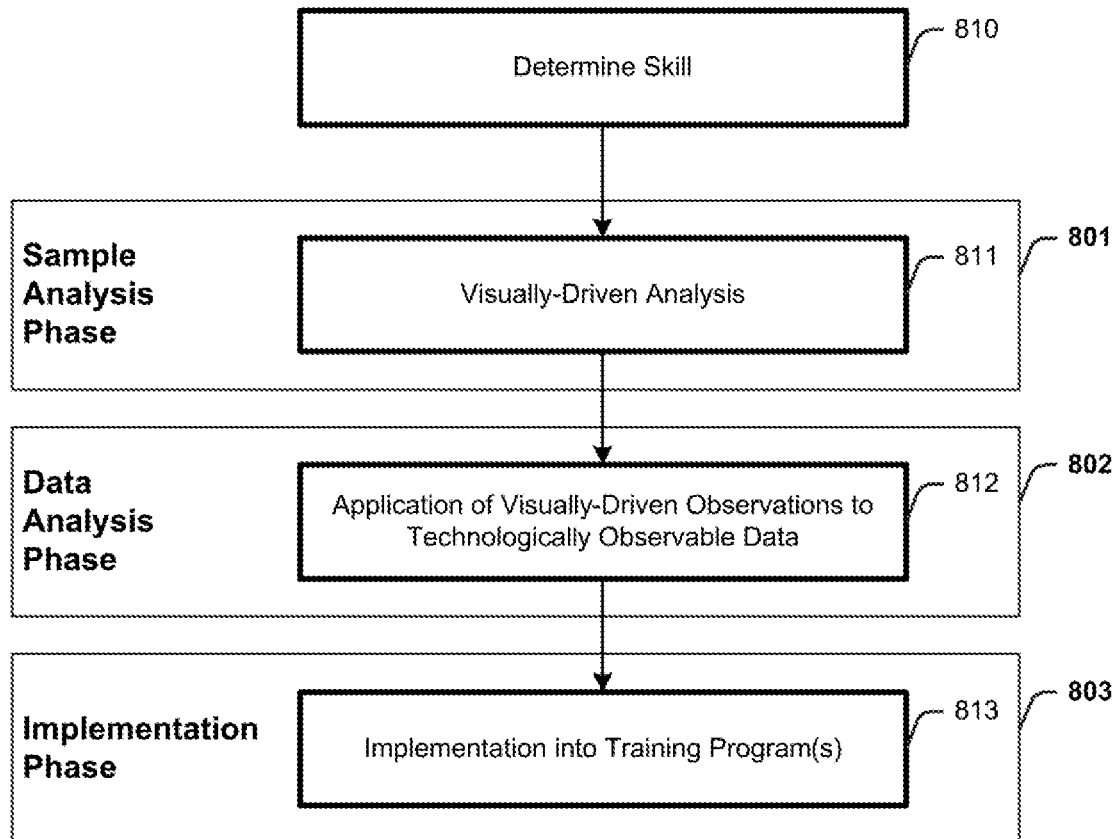 Determine Skill
810
Sample
Analysis
Phase
Visually-Driven Analysis
811
801
Data
Analysis
Phase
Application of Visually-Driven Observations to
Technologically Observable Data
812
802
Implementation
Phase
Implementation into Training Program(s)
813
803